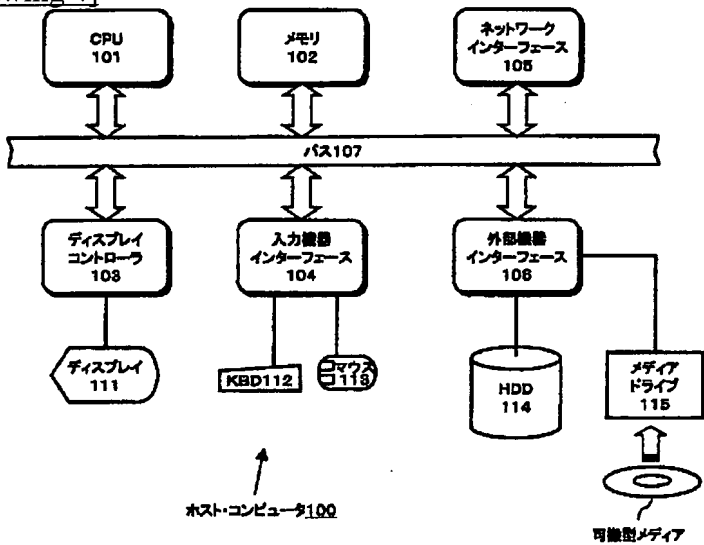 CPU
101
メモリ
102
ネットワーク
インターフェース
105
バス107
ディスプレイ
コントローラ
103
入力機器
インターフェース
104
外部機器
インターフェース
106
ディスプレイ
111
KBD112
マウス
113
HDD
114
メディア
ドライブ
115
ホスト・コンピュータ100
可搬型メディア